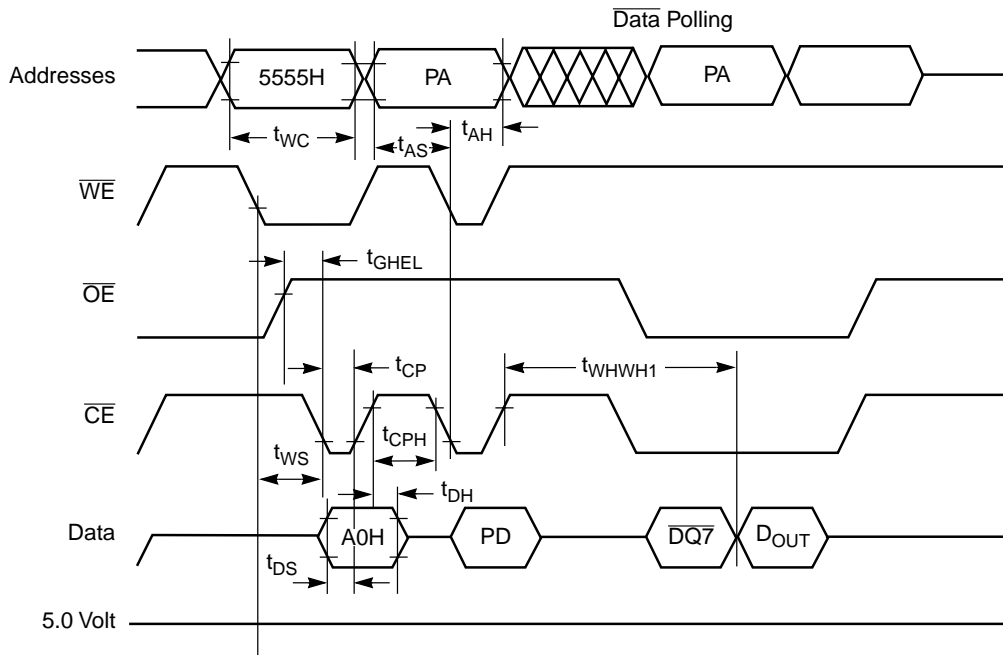 Data Polling
Addresses 5555H PA PA
tWC tAS tAH
WE
tGHEL
OE
tCP tWHWH1
CE
tWS tCPH
tDH
Data A0H PD DQ7 DOUT
tDS
5.0 Volt